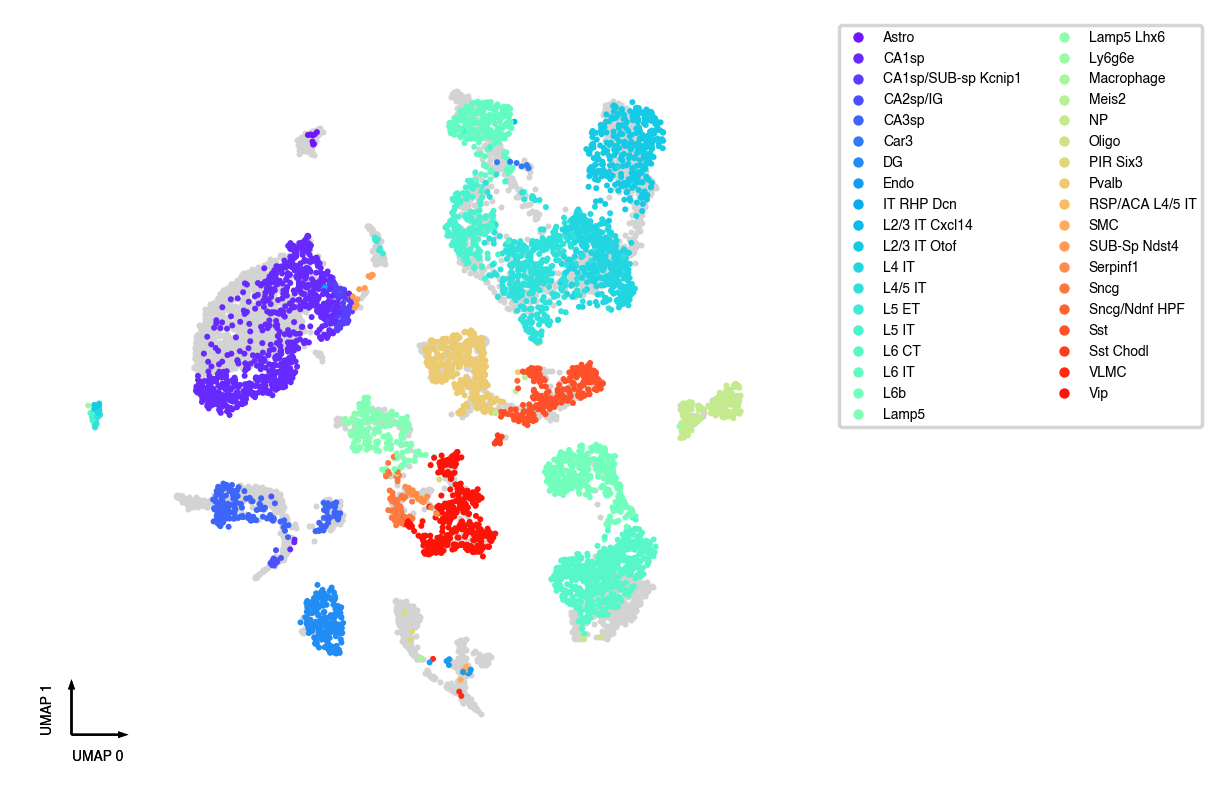 Astro
CA1sp
CA1sp/SUB-sp Kcnip1
CA2sp/IG
CA3sp
Car3
DG
Endo
IT RHP Dcn
L2/3 IT Cxcl14
L2/3 IT Otof
L4 IT
L4/5 IT
L5 ET
L5 IT
L6 CT
L6 IT
L6b
Lamp5
Lamp5 Lhx6
Ly6g6e
Macrophage
Meis2
NP
Oligo
PIR Six3
Pvalb
RSP/ACA L4/5 IT
SMC
SUB-Sp Ndst4
Serpinf1
Sncg
Sncg/Ndnf HPF
Sst
Sst Chodl
VLMC
Vip
UMAP 1
UMAP 0